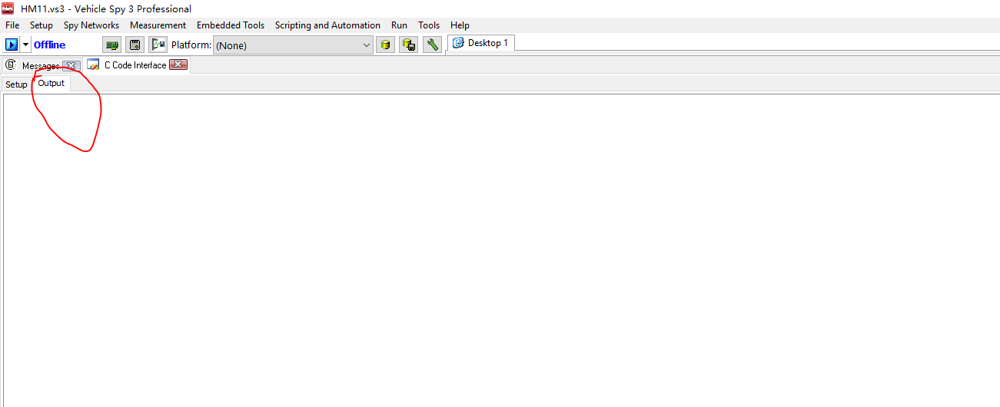 HM11.vs3 - Vehicle Spy 3 Professional
File Setup Spy Networks Measurement Embedded Tools Scripting and Automation Run Tools Help
Offline Platform: (None) Desktop 1
Messages C Code Interface
Setup Output